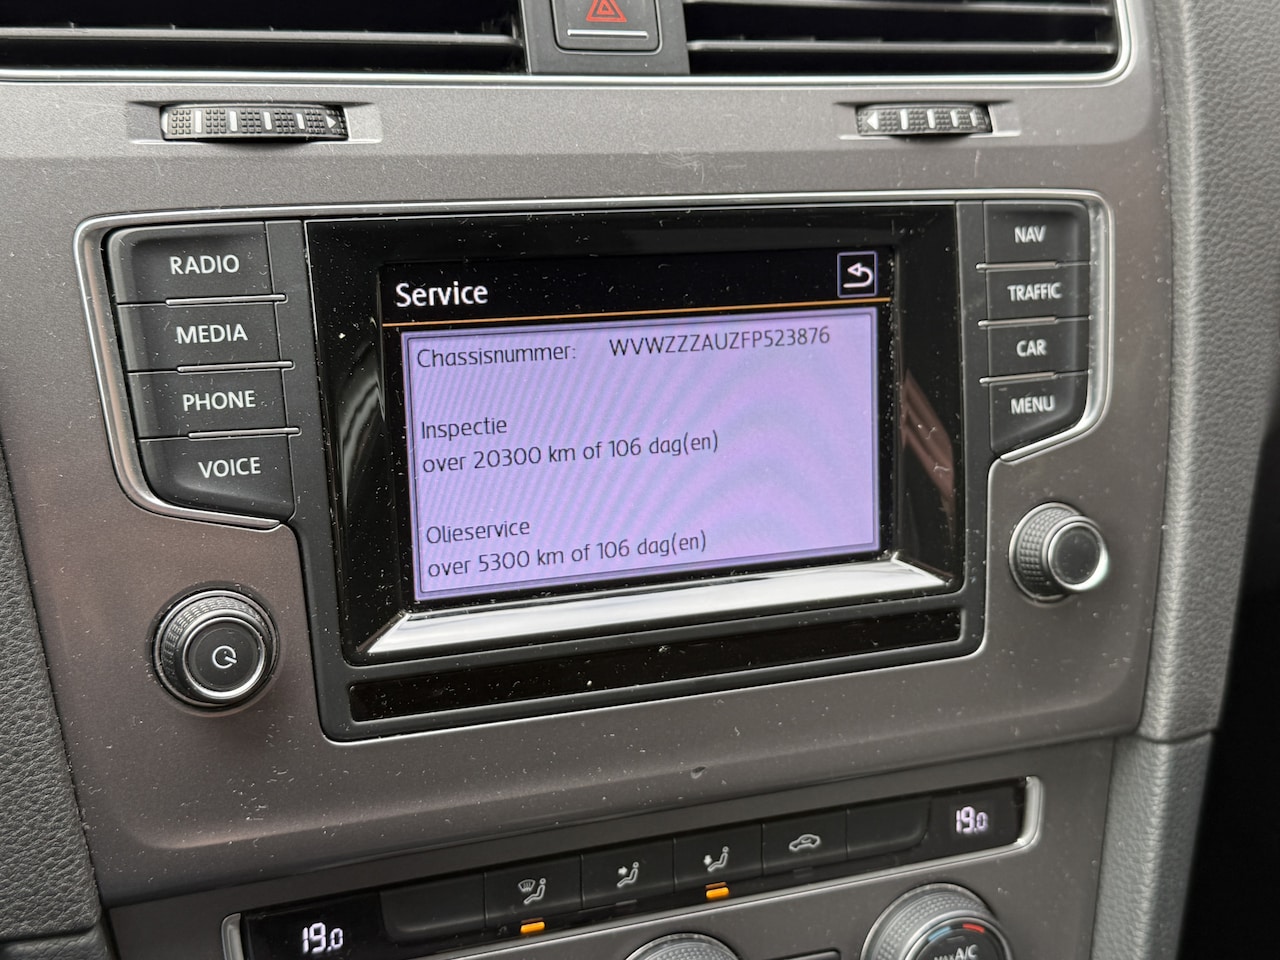 RADIO
MEDIA
PHONE
VOICE
Service
Chassisnummer: WVWZZZAUZFP523876
Inspectie
over 20300 km of 106 dag(en)
Olieservice
over 5300 km of 106 dag(en)
NAV
TRAFFIC
CAR
MENU
19.0
19.0
MAX A/C